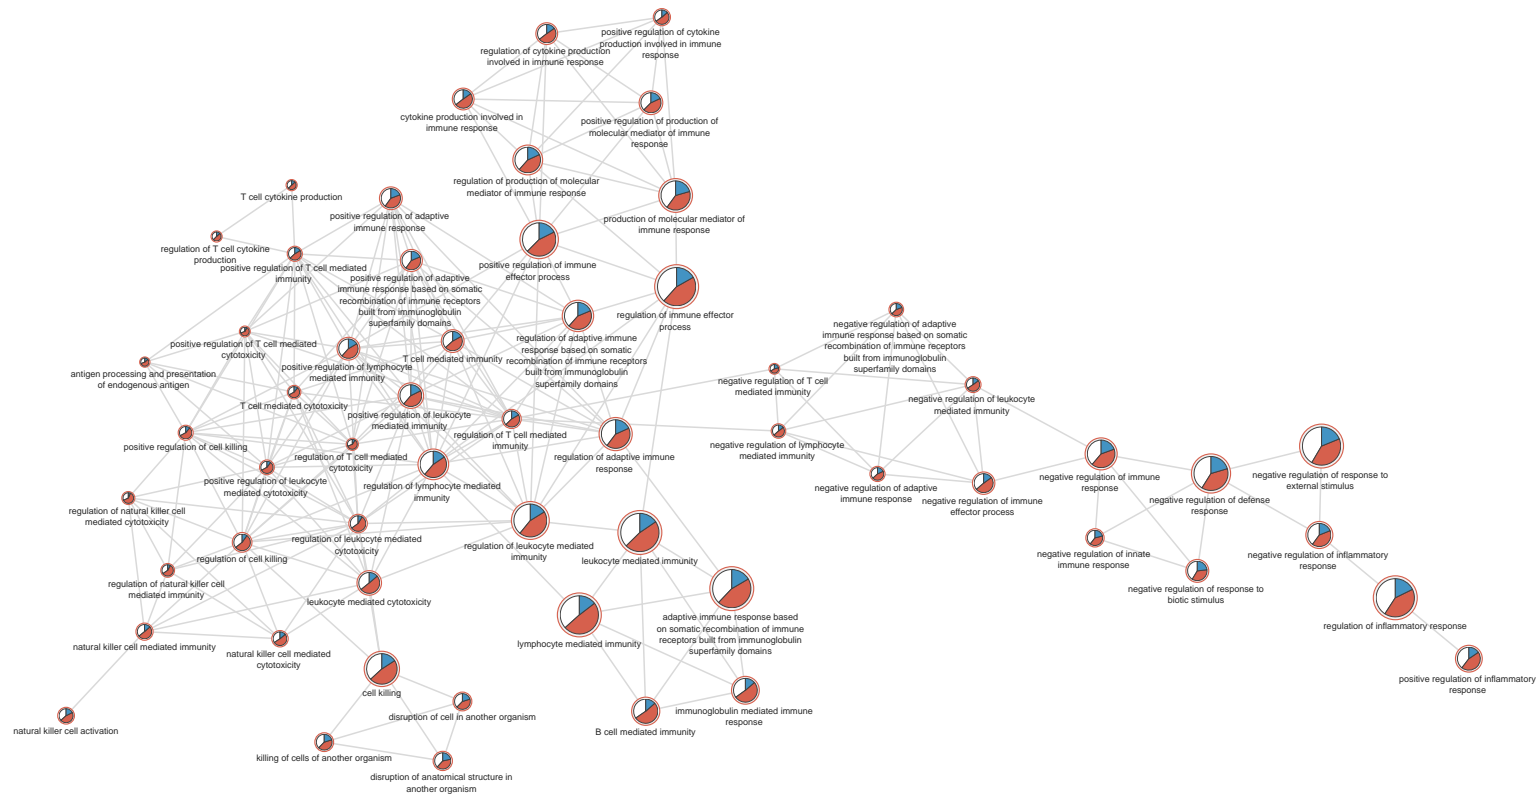 positive regulation of cytokine
production involved in immune
response
regulation of cytokine production
involved in immune response
cytokine production involved in
immune response
positive regulation of production of
molecular mediator of immune
response
regulation of production of molecular
mediator of immune response
T cell cytokine production
positive regulation of adaptive
immune response
production of molecular mediator of
immune response
regulation of T cell cytokine
production
positive regulation of T cell mediated
immunity
positive regulation of adaptive
immune response based on somatic
recombination of immune receptors
built from immunoglobulin
superfamily domains
positive regulation of immune
effector process
regulation of immune effector
process
regulation of adaptive immune
response based on somatic
recombination of immune receptors
built from immunoglobulin
superfamily domains
negative regulation of adaptive
immune response based on somatic
recombination of immune receptors
built from immunoglobulin
superfamily domains
positive regulation of T cell mediated
cytotoxicity
positive regulation of lymphocyte
mediated immunity
T cell mediated immunity
antigen processing and presentation
of endogenous antigen
negative regulation of T cell
mediated immunity
negative regulation of leukocyte
mediated immunity
T cell mediated cytotoxicity
positive regulation of leukocyte
mediated immunity
regulation of T cell mediated
immunity
positive regulation of cell killing
regulation of T cell mediated
cytotoxicity
regulation of adaptive immune
response
negative regulation of lymphocyte
mediated immunity
positive regulation of leukocyte
mediated cytotoxicity
regulation of lymphocyte mediated
immunity
negative regulation of adaptive
immune response
negative regulation of immune
effector process
negative regulation of immune
response
negative regulation of defense
response
negative regulation of response to
external stimulus
regulation of natural killer cell
mediated cytotoxicity
regulation of leukocyte mediated
cytotoxicity
regulation of leukocyte mediated
immunity
leukocyte mediated immunity
negative regulation of innate
immune response
negative regulation of inflammatory
response
regulation of cell killing
regulation of natural killer cell
mediated immunity
leukocyte mediated cytotoxicity
negative regulation of response to
biotic stimulus
adaptive immune response based
on somatic recombination of immune
receptors built from immunoglobulin
superfamily domains
lymphocyte mediated immunity
regulation of inflammatory response
natural killer cell mediated immunity
natural killer cell mediated
cytotoxicity
cell killing
positive regulation of inflammatory
response
immunoglobulin mediated immune
response
disruption of cell in another organism
B cell mediated immunity
natural killer cell activation
killing of cells of another organism
disruption of anatomical structure in
another organism